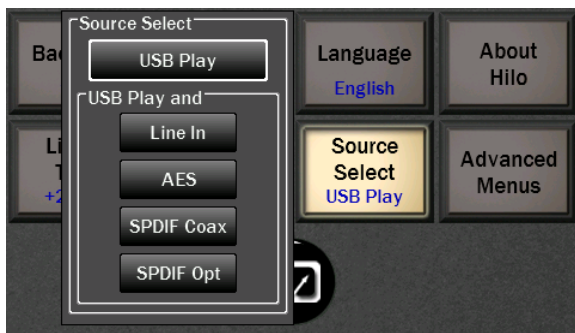 Source Select
USB Play
USB Play and
Line In
AES
SPDIF Coax
SPDIF Opt
Language
English
About
Hilo
Source
Select
USB Play
Advanced
Menus